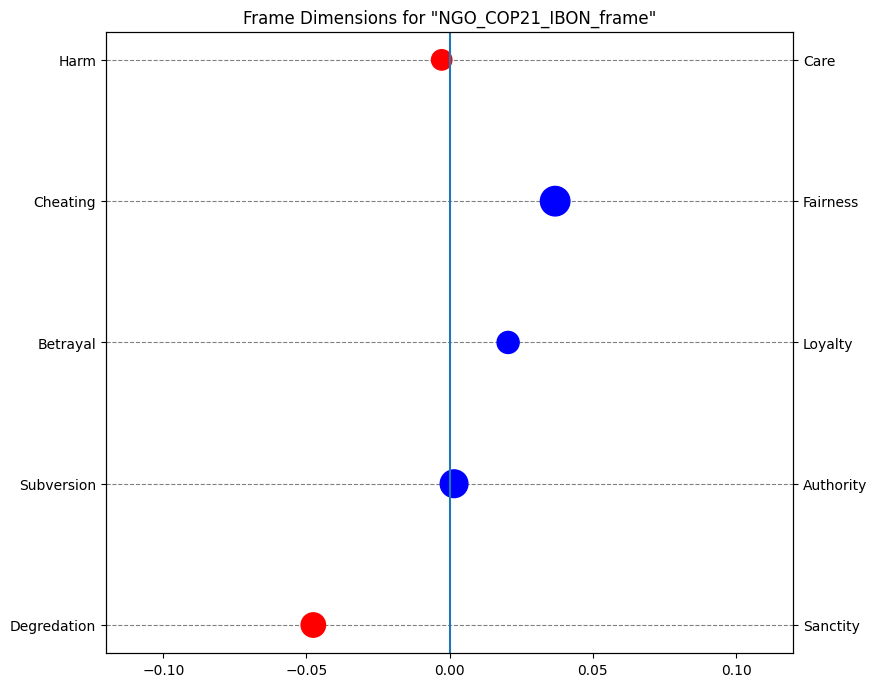 Frame Dimensions for "NGO_COP21_IBON_frame"
Harm
Care
Cheating
Fairness
Betrayal
Loyalty
Subversion
Authority
Degredation
Sanctity
−0.10
−0.05
0.00
0.05
0.10